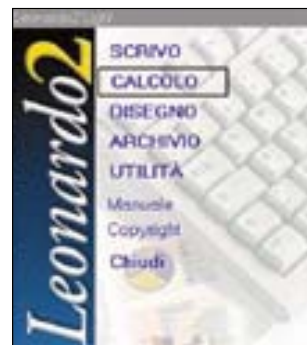 Leonardo2
SCRIVO
CALCOLO
DISEGNO
ARCHIVIO
UTILITÀ
Manuale
Copyright
Chiudi